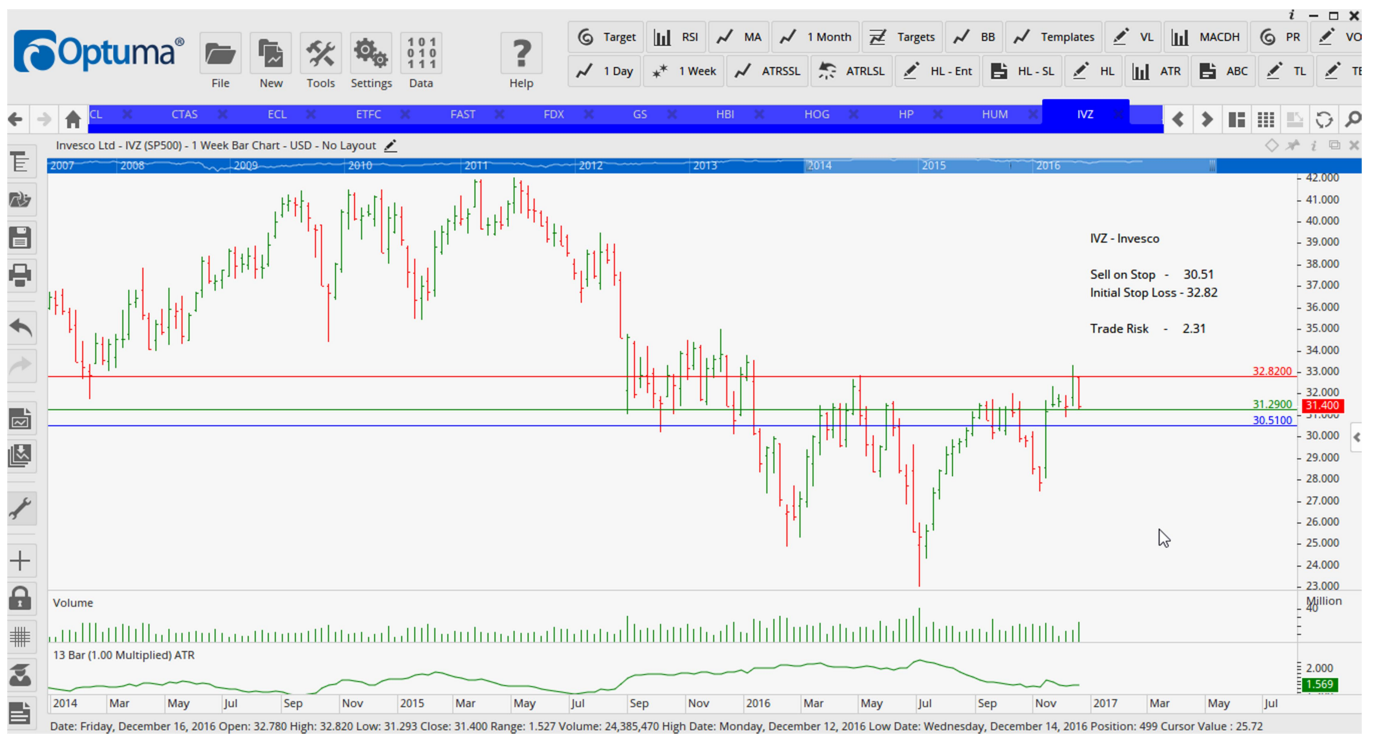 i
Optuma®
File
New
Tools
Settings
101
010
111
Data
?
Help
Target
RSI
MA
1 Month
Targets
BB
Templates
VL
MACDH
PR
VO
1 Day
1 Week
ATRSSL
ATRLSL
HL - Ent
HL - SL
HL
ATR
ABC
TL
CL
CTAS
ECL
ETFC
FAST
FDX
GS
HBI
HOG
HP
HUM
IVZ
Invesco Ltd - IVZ (SP500) - 1 Week Bar Chart - USD - No Layout
i
2007 2008 2009 2010 2011 2012 2013 2014 2015 2016
42.000
41.000
40.000
39.000
38.000
37.000
36.000
35.000
34.000
33.000
32.000
31.000
30.000
29.000
28.000
27.000
26.000
25.000
24.000
23.000
IVZ - Invesco
Sell on Stop - 30.51
Initial Stop Loss - 32.82
Trade Risk - 2.31
32.8200
31.2900
31.400
30.5100
Volume
Million
40
13 Bar (1.00 Multiplied) ATR
2.000
1.569
2014 Mar May Jul Sep Nov 2015 Mar May Jul Sep Nov 2016 Mar May Jul Sep Nov 2017 Mar May Jul
Date: Friday, December 16, 2016 Open: 32.780 High: 32.820 Low: 31.293 Close: 31.400 Range: 1.527 Volume: 24,385,470 High Date: Monday, December 12, 2016 Low Date: Wednesday, December 14, 2016 Position: 499 Cursor Value : 25.72